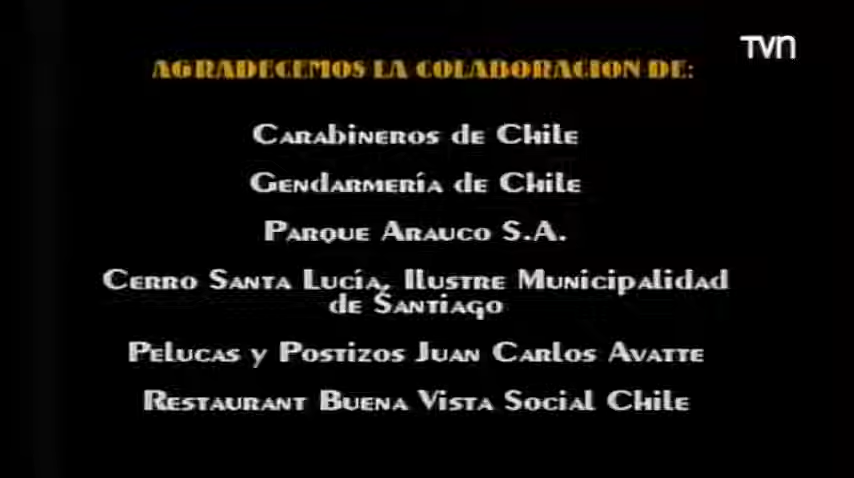 TVN
AGRADECEMOS LA COLABORACION DE:
Carabineros de Chile
Gendarmería de Chile
Parque Arauco S.A.
Cerro Santa Lucía, Ilustre Municipalidad
de Santiago
Pelucas y Postizos Juan Carlos Avatte
Restaurant Buena Vista Social Chile